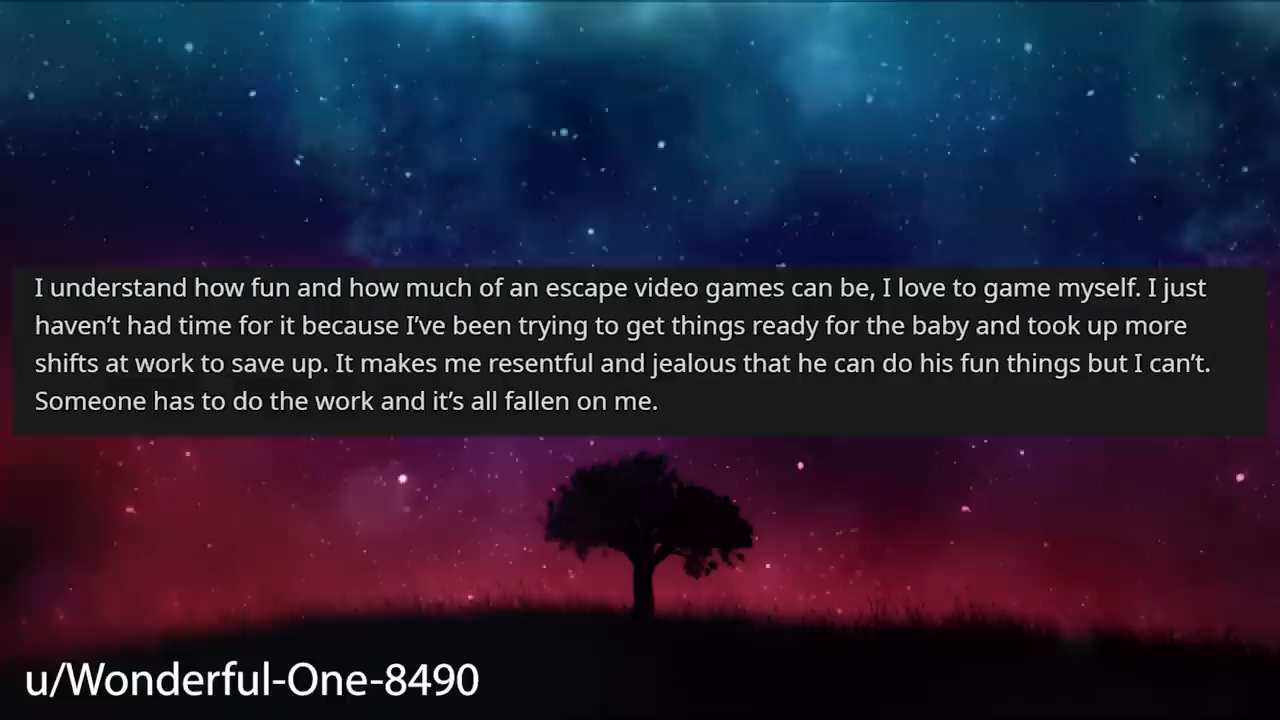 I understand how fun and how much of an escape video games can be, I love to game myself. I just
haven’t had time for it because I’ve been trying to get things ready for the baby and took up more
shifts at work to save up. It makes me resentful and jealous that he can do his fun things but I can’t.
Someone has to do the work and it’s all fallen on me.
u/Wonderful-One-8490